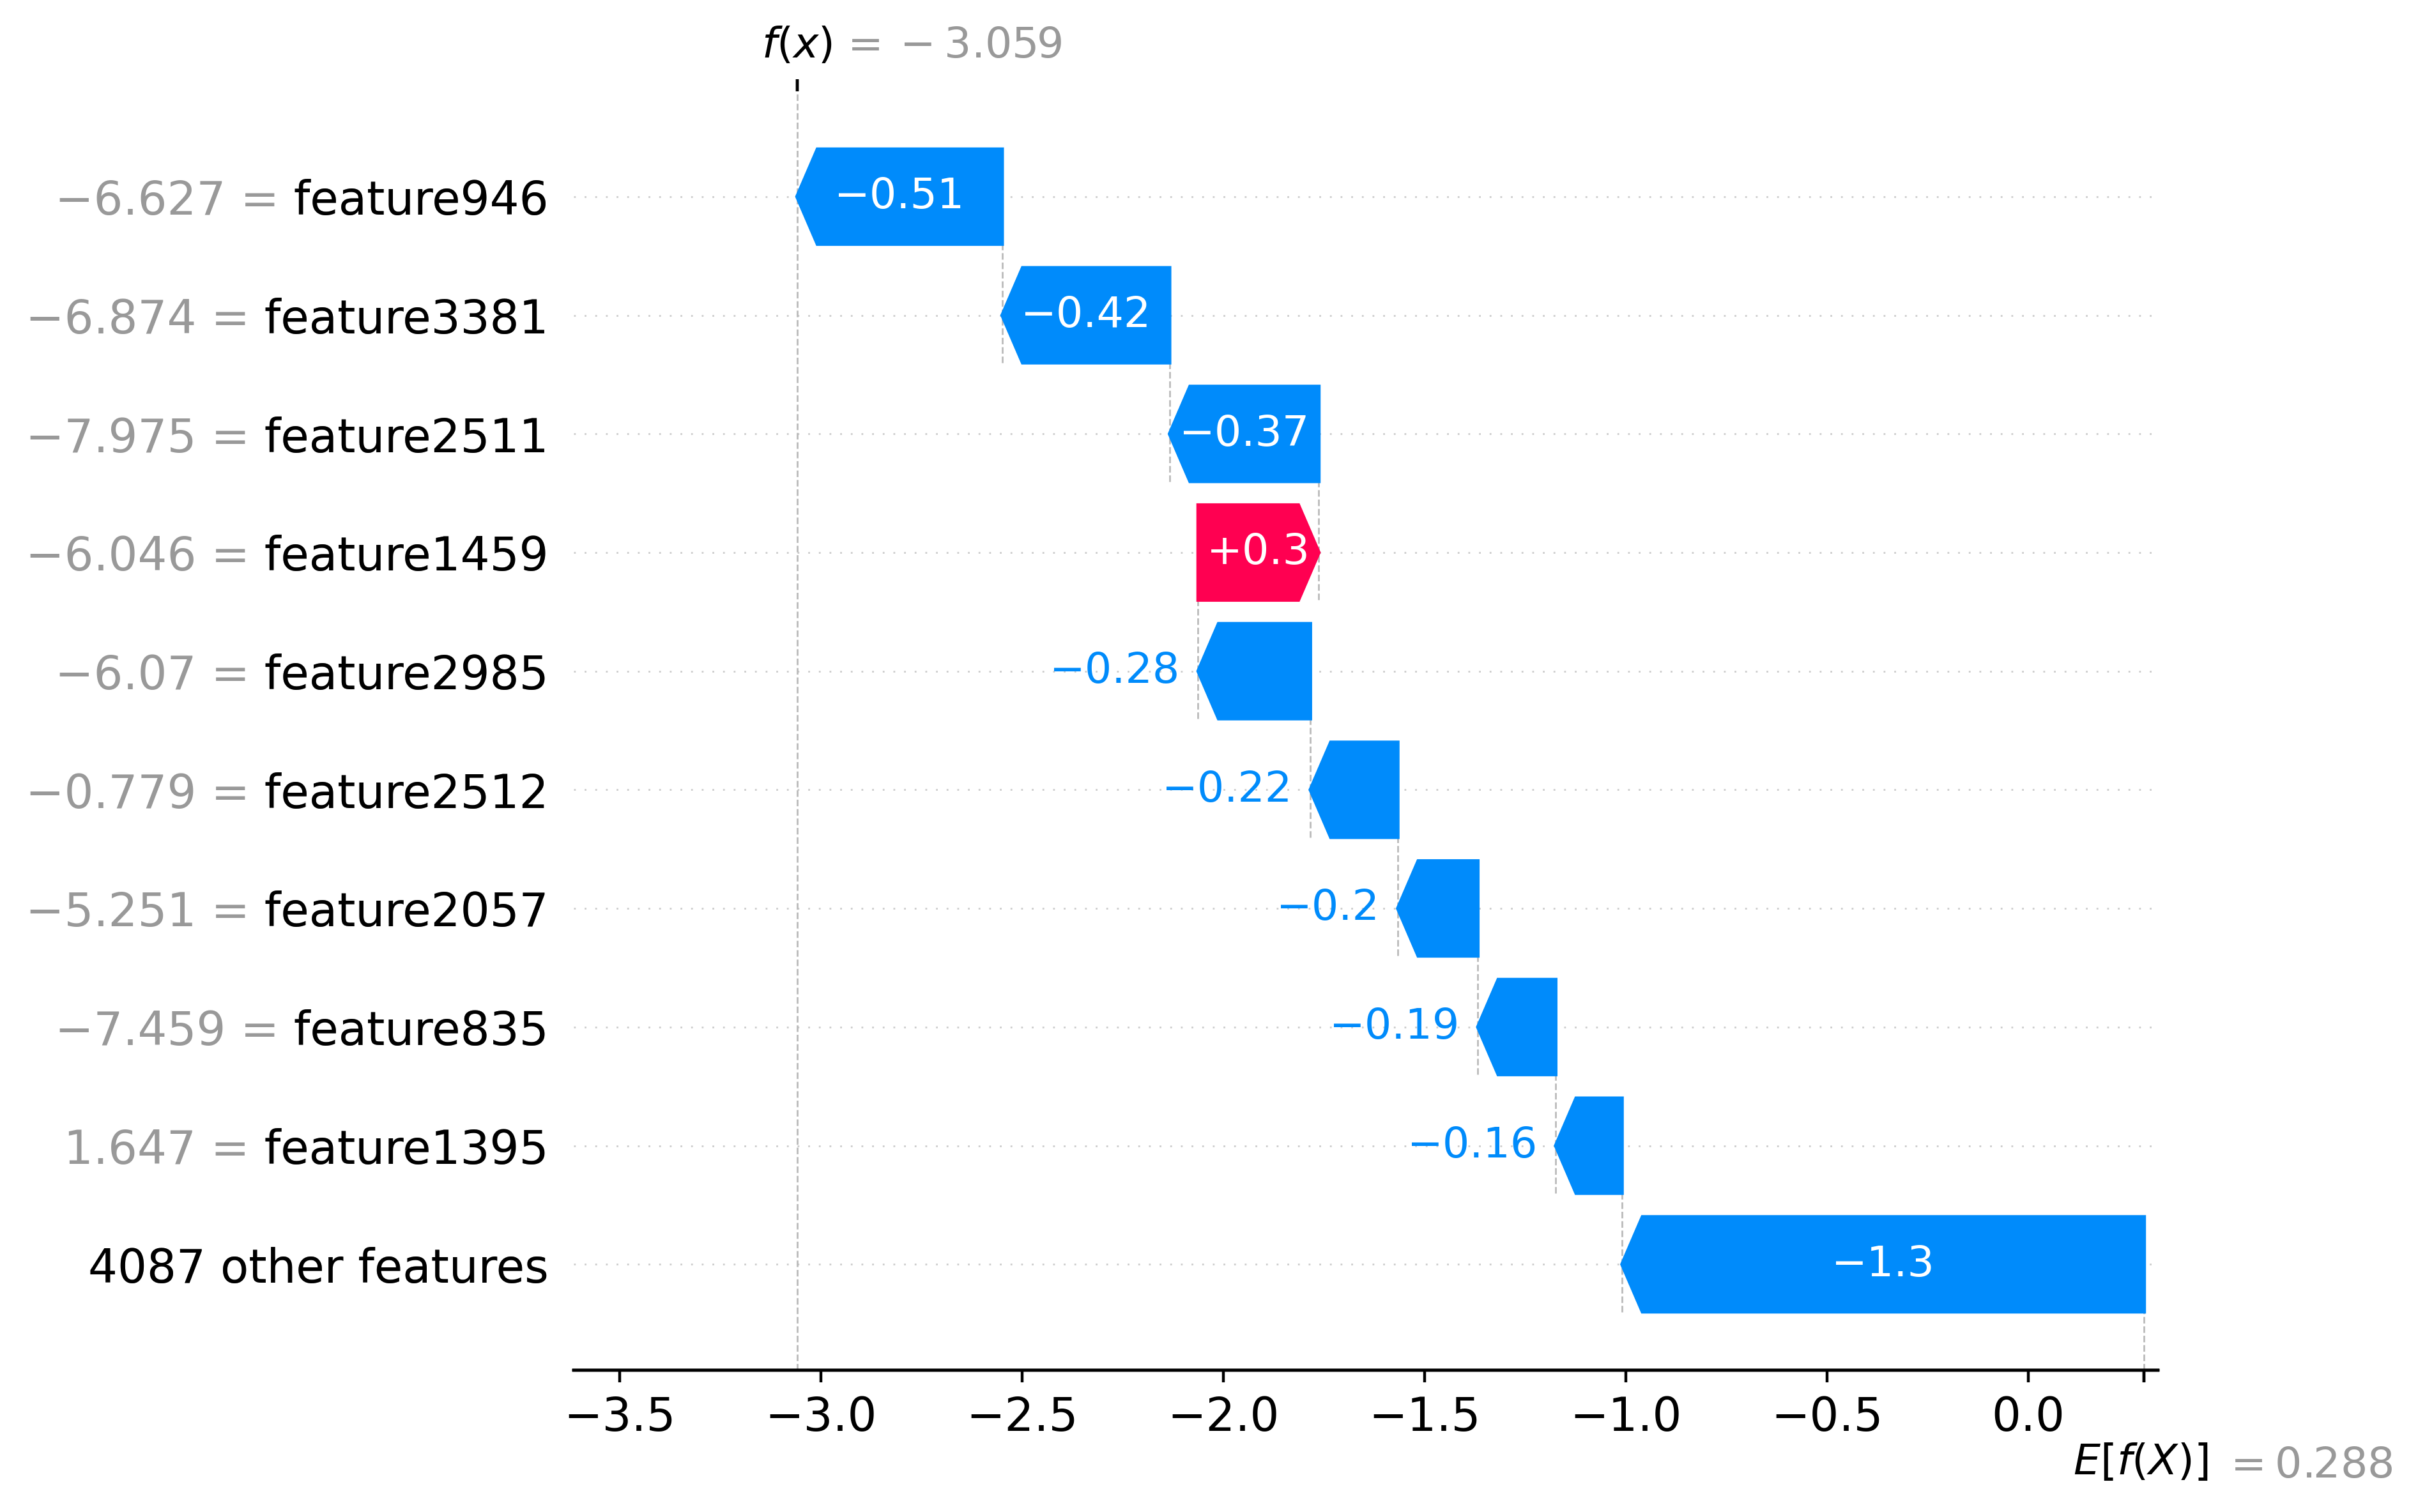 f(x) = −3.059
−6.627 = feature946
−0.51
−6.874 = feature3381
−0.42
−7.975 = feature2511
−0.37
−6.046 = feature1459
+0.3
−6.07 = feature2985
−0.28
−0.779 = feature2512
−0.22
−5.251 = feature2057
−0.2
−7.459 = feature835
−0.19
1.647 = feature1395
−0.16
4087 other features
−1.3
−3.5 −3.0 −2.5 −2.0 −1.5 −1.0 −0.5 0.0
E[f(X)] = 0.288